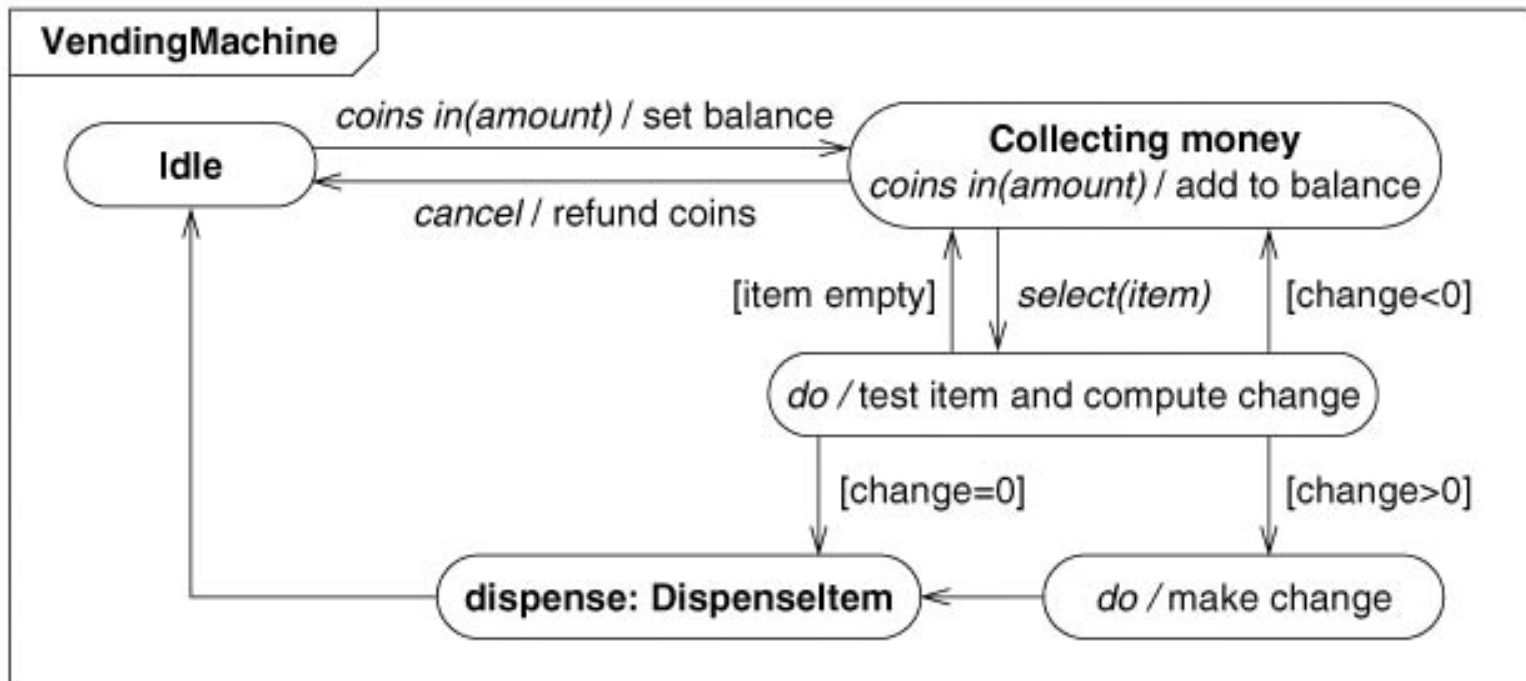 VendingMachine
coins in(amount) / set balance
Idle
cancel / refund coins
Collecting money
coins in(amount) / add to balance
[item empty]
select(item)
[change<0]
do / test item and compute change
[change=0]
[change>0]
dispense: DispenseItem
do / make change